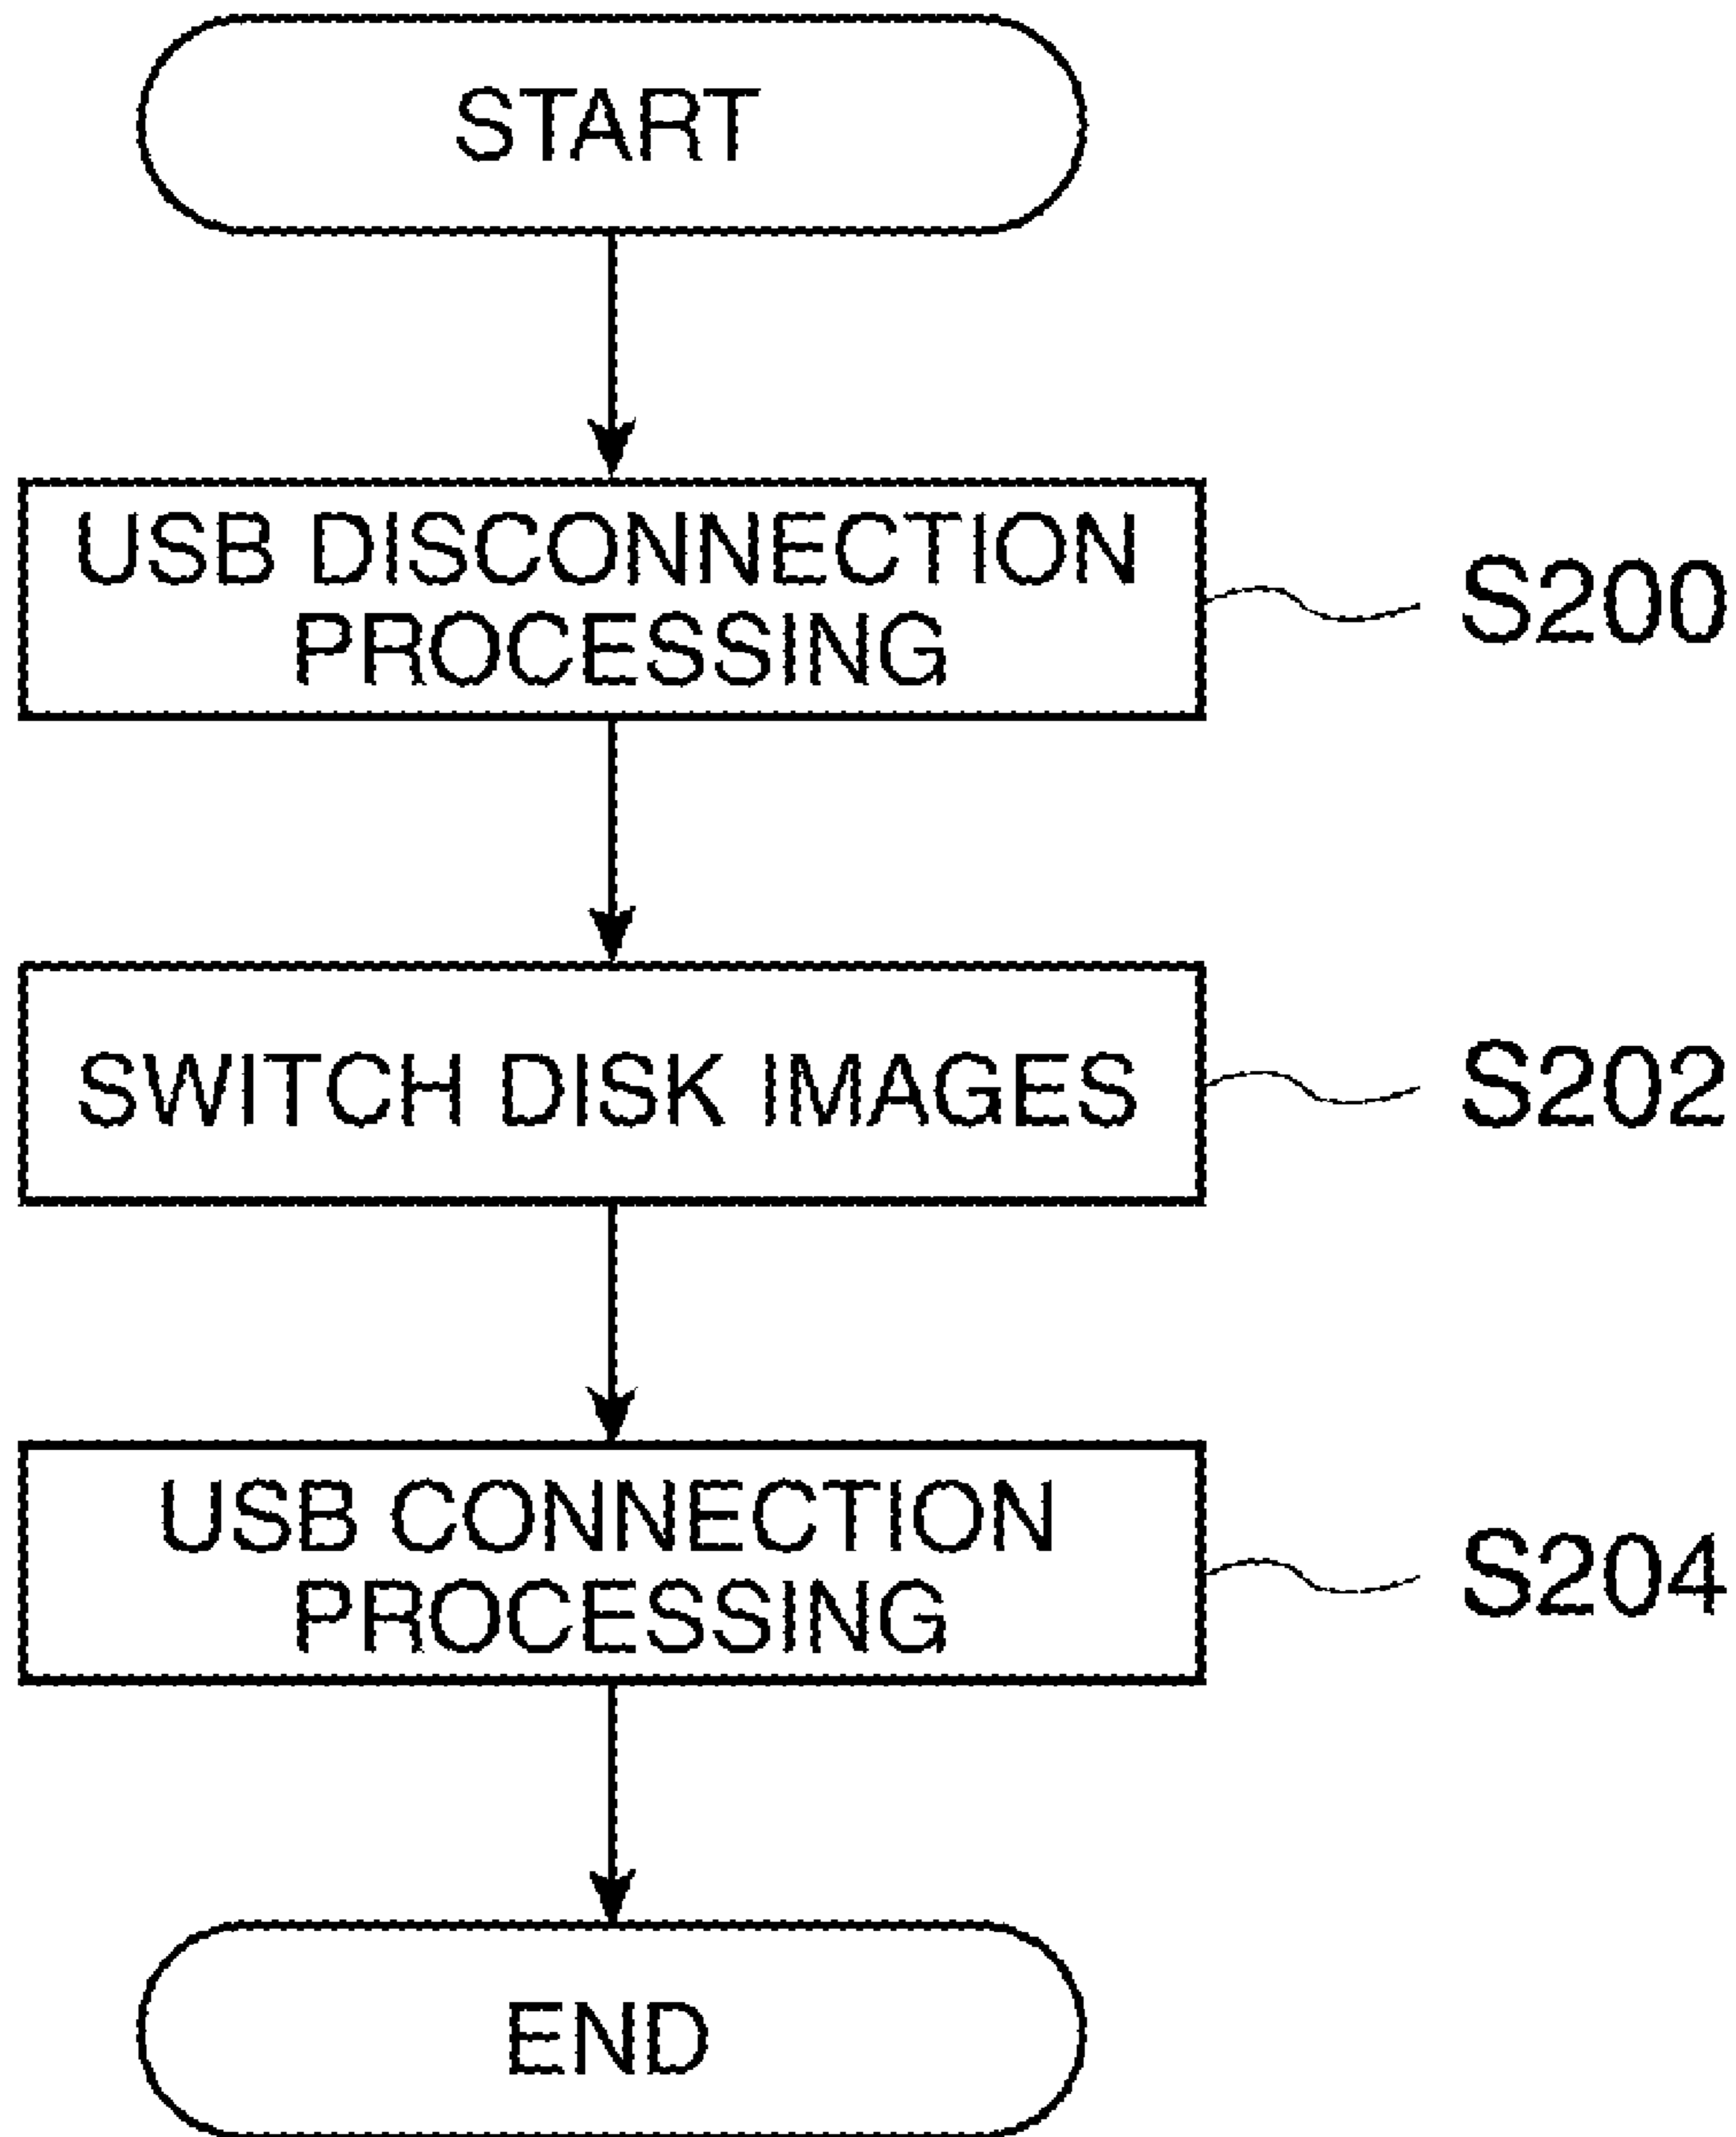 START
USB DISCONNECTION
PROCESSING
S200
SWITCH DISK IMAGES
S202
USB CONNECTION
PROCESSING
S204
END